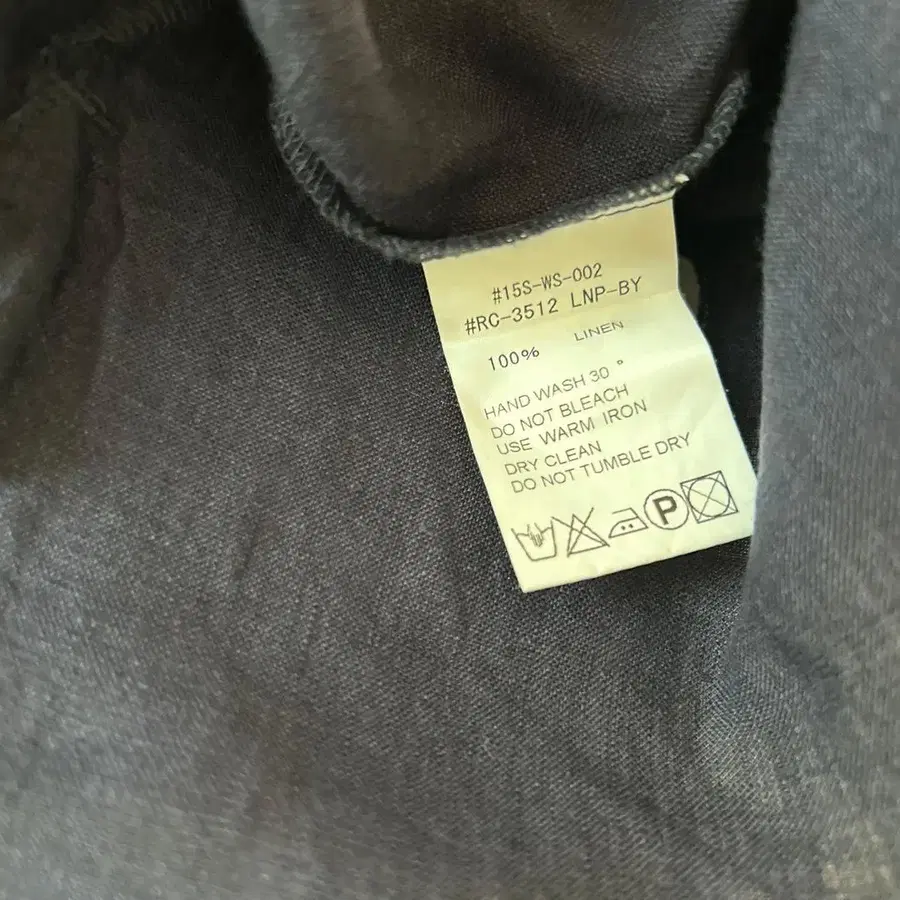 #15S-WS-002
#RC-3512 LNP-BY
100% LINEN
HAND WASH 30 °
DO NOT BLEACH
USE WARM IRON
DRY CLEAN
DO NOT TUMBLE DRY
P